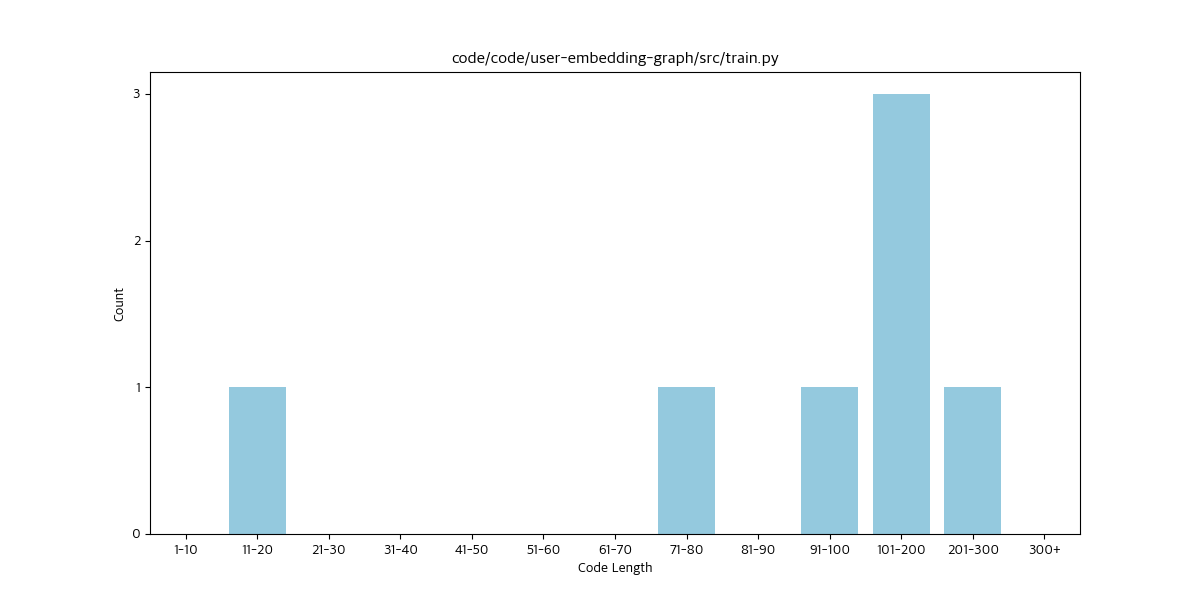 code/code/user-embedding-graph/src/train.py
3
2
1
0
Count
1-10 11-20 21-30 31-40 41-50 51-60 61-70 71-80 81-90 91-100 101-200 201-300 300+
Code Length